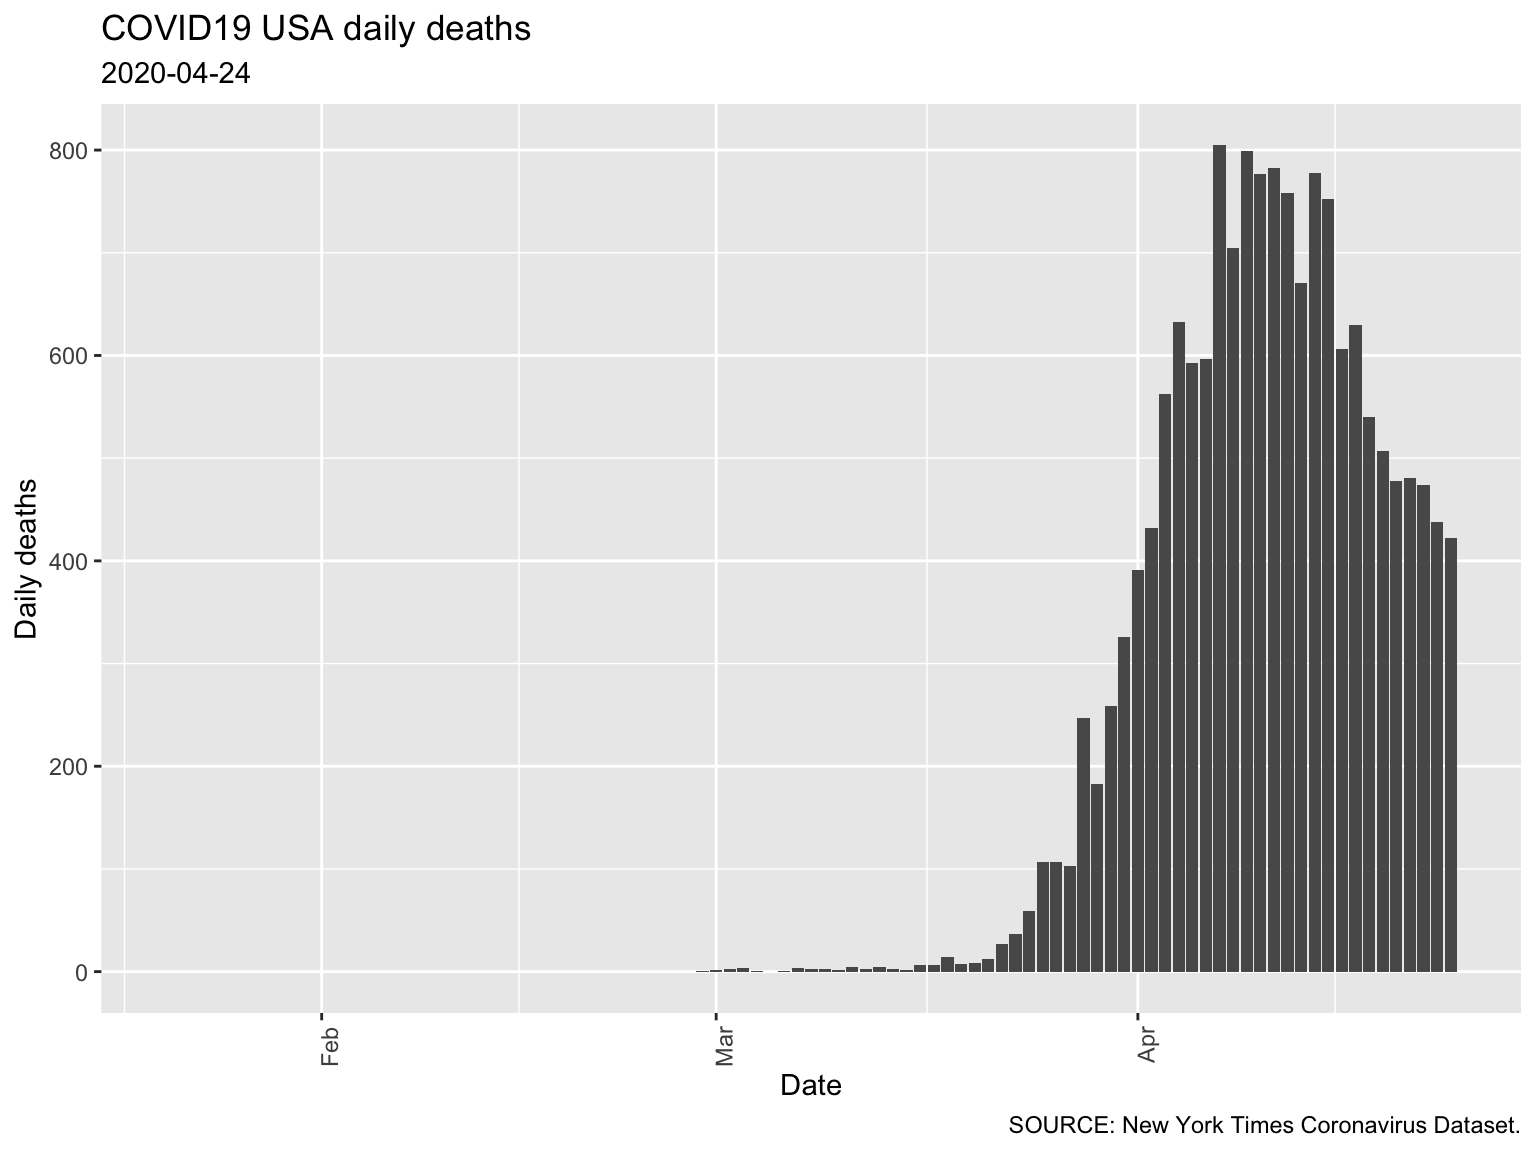 COVID19 USA daily deaths
2020-04-24
Daily deaths
800
600
400
200
0
Feb
Mar
Apr
Date
SOURCE: New York Times Coronavirus Dataset.